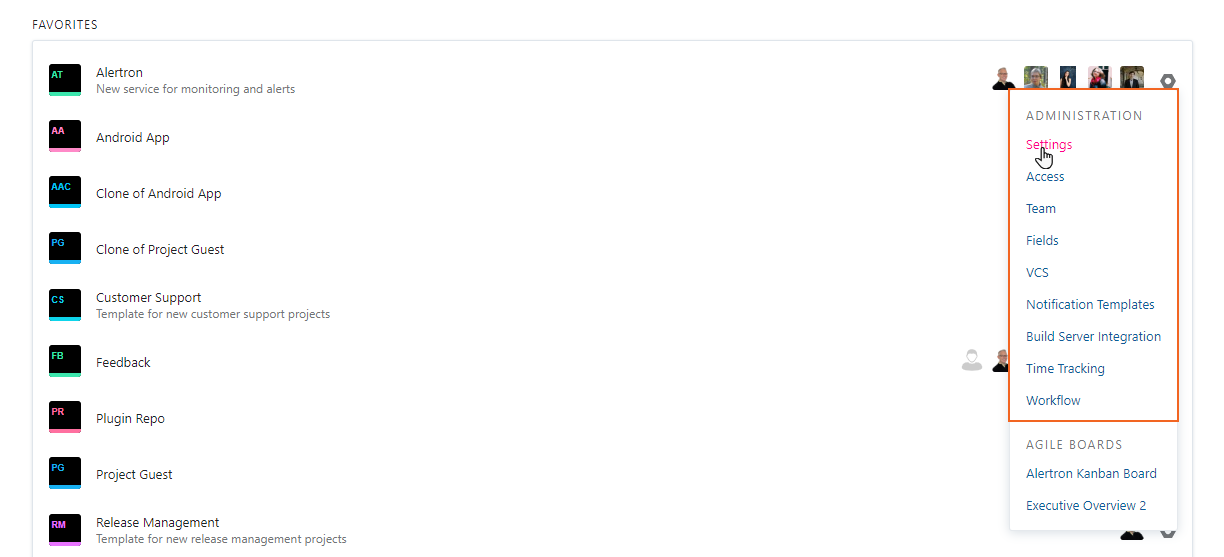 FAVORITES
AT
Alertron
New service for monitoring and alerts
AA
Android App
AAC
Clone of Android App
PG
Clone of Project Guest
CS
Customer Support
Template for new customer support projects
FB
Feedback
PR
Plugin Repo
PG
Project Guest
RM
Release Management
Template for new release management projects
ADMINISTRATION
Settings
Access
Team
Fields
VCS
Notification Templates
Build Server Integration
Time Tracking
Workflow
AGILE BOARDS
Alertron Kanban Board
Executive Overview 2